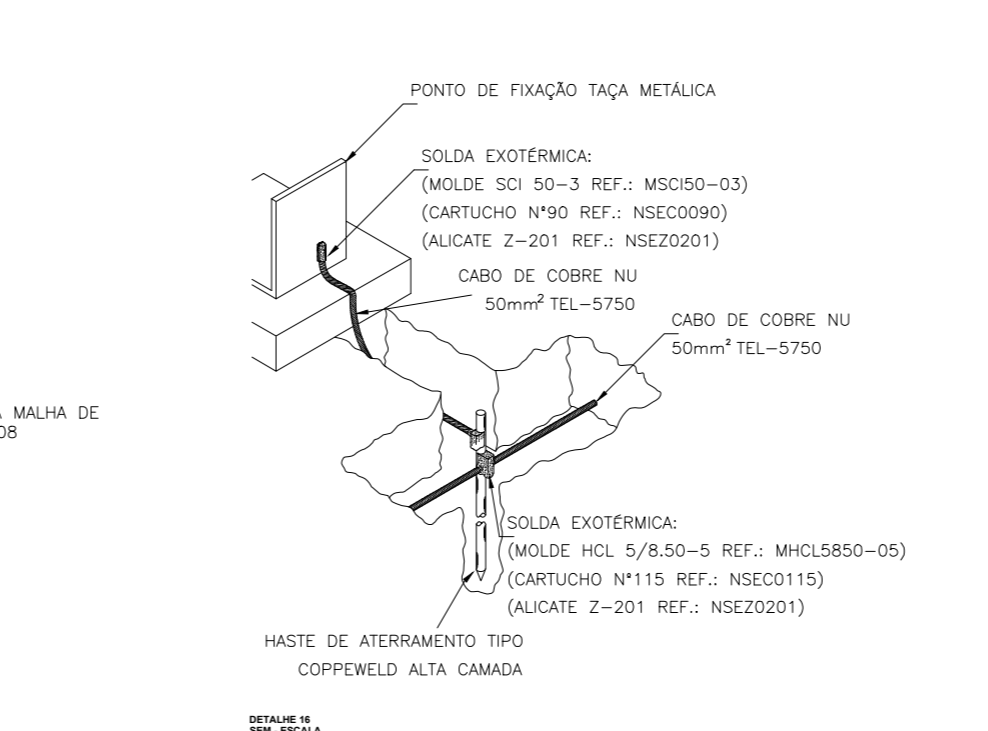 PONTO DE FIXAÇÃO TAÇA METÁLICA
SOLDA EXOTÉRMICA:
(MOLDE SCI 50-3 REF.: MSCI50-03)
(CARTUCHO N°90 REF.: NSEC0090)
(ALICATE Z-201 REF.: NSEZ0201)
CABO DE COBRE NU
50mm² TEL-5750
CABO DE COBRE NU
50mm² TEL-5750
A MALHA DE
08
SOLDA EXOTÉRMICA:
(MOLDE HCL 5/8.50-5 REF.: MHCL5850-05)
(CARTUCHO N°115 REF.: NSEC0115)
(ALICATE Z-201 REF.: NSEZ0201)
HASTE DE ATERRAMENTO TIPO
COPPEWELD ALTA CAMADA
DETALHE 16
SEM - ESCALA